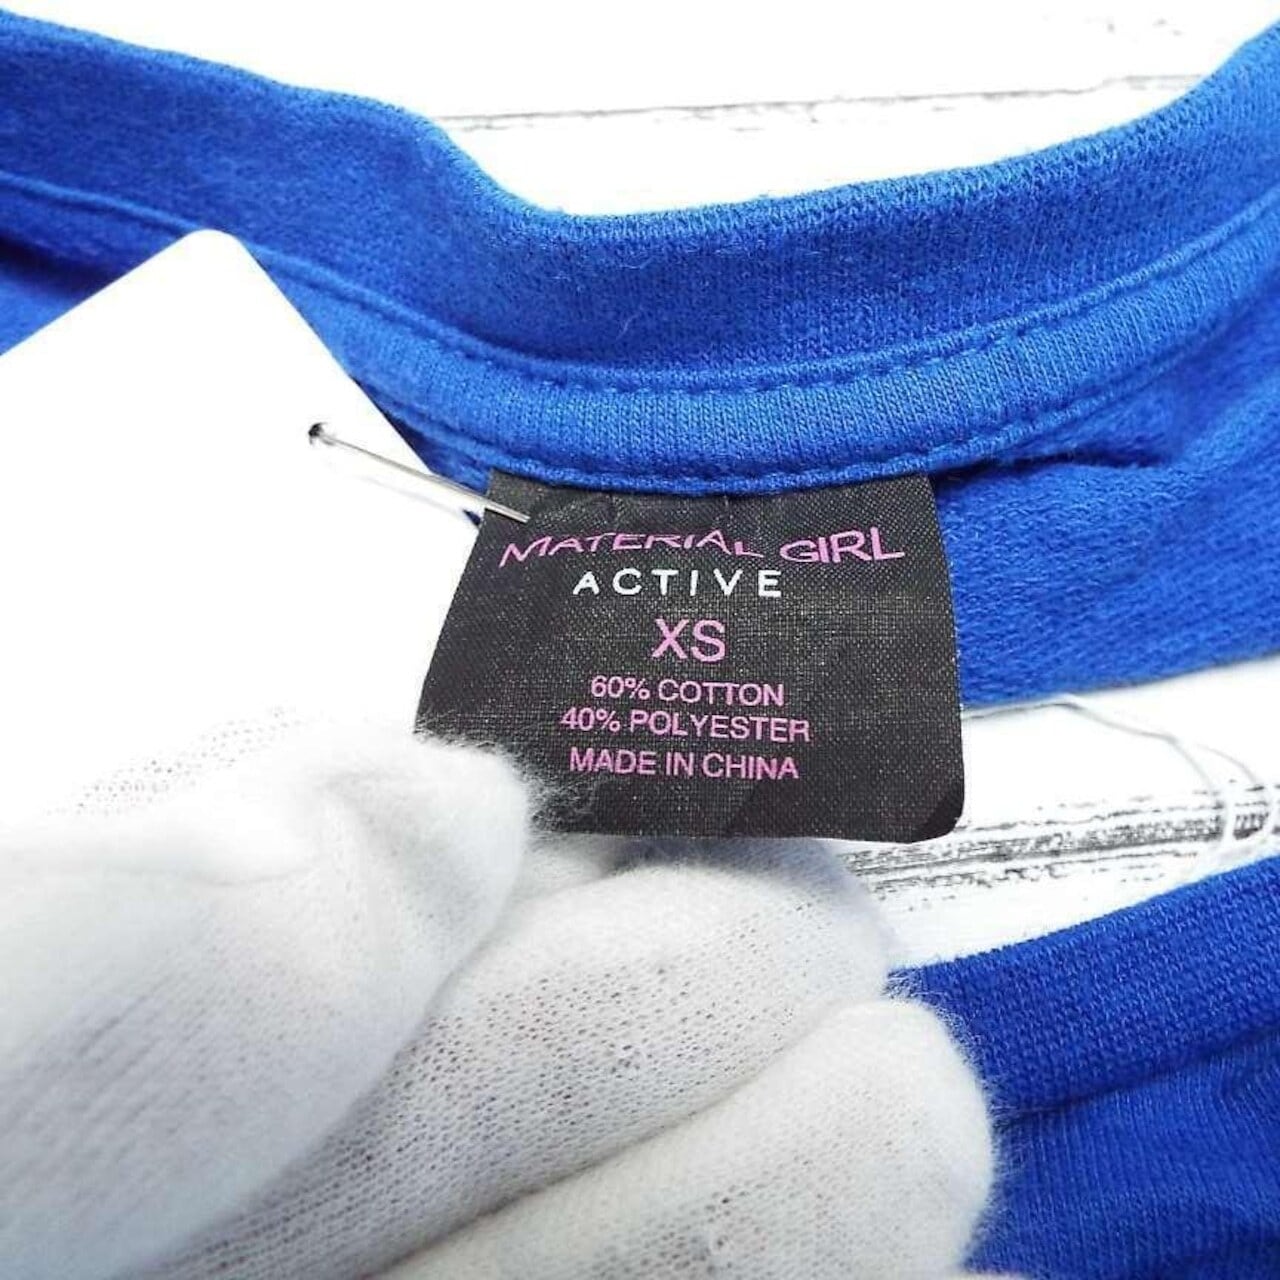 MATERIAL GIRL
ACTIVE
XS
60% COTTON
40% POLYESTER
MADE IN CHINA